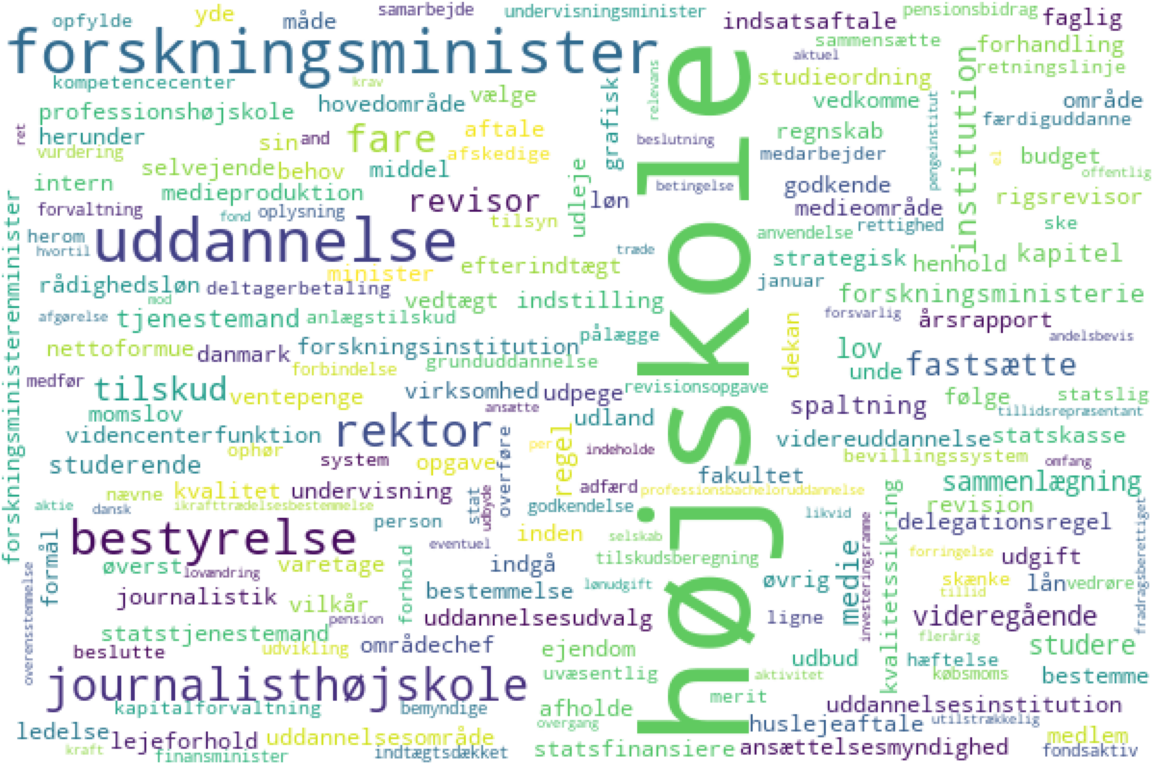 opfylde yde måde samarbejde undervisningsminister indsatsaftale pensionsbidrag faglig
forskningsminister
kompetencecenter krav
professionshøjskole hovedområde vælge
ret herunder sin and fare aftale
vurdering afskedige
selvejende behov middel
intern medieproduktion
forvaltning fond oplysning revisor tilsyn
herom uddannelse
hvortil
forskningsministerenminister
minister efterindtægt
rådighedsløn deltagerbetaling vedtægt indstilling
mod
afgørelse tjenestemand anlægstilskud
nettoformue danmark forskningsinstitution
forbindelse grunduddannelse
medfør tilskud ventepenge virksomhed udpege
momslov ansætte
videncenterfunktion rektor udland
studerende ophør system opgave overføre regel
nævne kvalitet undervisning stat udbyde
aktie dansk ikrafttrædelsesbestemmelse godkendelse
formål bestyrelse person inden
eventuel
øverst lovændring varetage forhold indgå
overensstemmelse journalistik vilkår pension bestemmelse
statstjenestemand uddannelsesudvalg
beslutte udvikling områdechef
journalisthøjskole
kapitalforvaltning bemyndige
ledelse lejeforhold uddannelsesområde
kraft finansminister indtægtsdækket
grafisk relevans
udleje løn beslutning
betingelse
træde
pålægge
højskole
revisionsopgave
indeholde
adfærd professionsbacheloruddannelse
fakultet
selskab
tilskudsberegning
lønudgift
ejendom
uvæsentlig
afholde merit
overgang
statsfinansiere ansættelsesmyndighed
aktuel sammensætte forhandling
studieordning institution retningslinje
vedkomme område
pengeinstitut færdiguddanne
regnskab el budget
medarbejder offentlig
godkende rigsrevisor
medieområde
anvendelse rettighed ske
strategisk henhold kapitel
januar
forskningsministerie
dekan forsvarlig årsrapport
lov andelsbevis
unde fastsætte
spaltning følge statslig
tillidsrepræsentant
videreuddannelse statskasse
bevillingssystem omfang
sammenlægning
kvalitetssikring revision
likvid delegationsregel
investeringsramme medie forringelse udgift
øvrig skænke lån vedrøre
tillid fradragsberettiget
ligne videregående
flerårig studere
udbud hæftelse
aktivitet købsmoms bestemme
uddannelsesinstitution
huslejeaftale utilstrækkelig
medlem
fondsaktiv